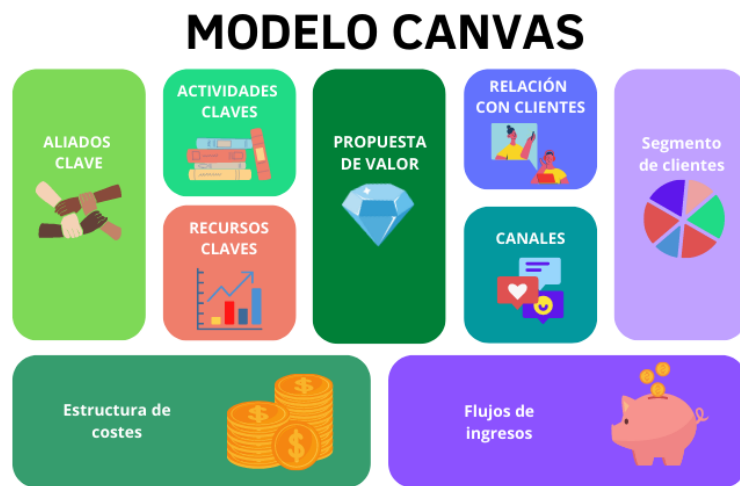 MODELO CANVAS
ALIADOS
CLAVE
ACTIVIDADES
CLAVES
RECURSOS
CLAVES
PROPUESTA
DE VALOR
RELACIÓN
CON CLIENTES
CANALES
Segmento
de clientes
Estructura de
costes
Flujos de
ingresos